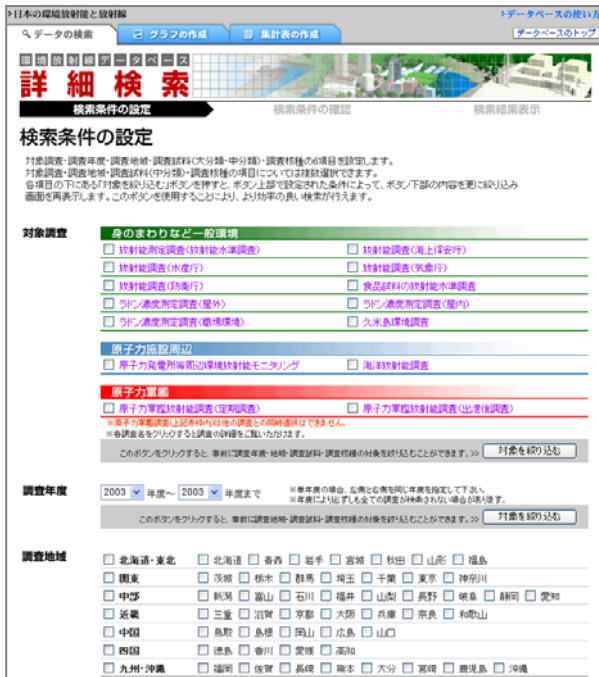 日本の環境放射能と放射線
データベースの使い方
データの検索 グラフの作成 集計表の作成 データベースのトップ
環境放射線データベース
詳細検索
検索条件の設定 検索条件の確認 検索結果表示
検索条件の設定
対象調査・調査年度・調査地域・調査試料(大分類・中分類)・調査核種の6項目を設定します。
対象調査・調査地域・調査試料(中分類)・調査核種の項目については複数選択できます。
各項目の下にある「対象を絞り込む」ボタンを押すと、ボタン上部で設定された条件によって、ボタン下部の内容を更に絞り込み
画面を再表示します。このボタンを使用することにより、より効率の良い検索が行えます。
対象調査 身のまわりなど一般環境
放射能測定調査(放射能水準調査) 放射能調査(海上保安庁)
放射能調査(水産庁) 放射能調査(気象庁)
放射能調査(防衛庁) 食品試料の放射能水準調査
ラドン濃度測定調査(屋外) ラドン濃度測定調査(屋内)
ラドン濃度測定調査(職場環境) 久米島環境調査
原子力施設周辺
原子力発電所等周辺環境放射能モニタリング 海洋放射能調査
原子力軍艦
原子力軍艦放射能調査(定期調査) 原子力軍艦放射能調査(出港後調査)
※原子力軍艦調査(上記赤枠内)は他の調査との同時選択はできません。
※各調査名をクリックすると調査の詳細をご覧いただけます。
このボタンをクリックすると、事前に調査年度・地域・調査試料・調査核種の対象を絞り込むことができます。>> 対象を絞り込む
調査年度 2003 年度~ 2003 年度まで ※単年度の場合、左側と右側を同じ年度を指定して下さい。
※年度により必ずしも全ての調査が検索されない場合があります。
このボタンをクリックすると、事前に調査地域・調査試料・調査核種の対象を絞り込むことができます。>> 対象を絞り込む
調査地域 北海道・東北 北海道 青森 岩手 宮城 秋田 山形 福島
関東 茨城 栃木 群馬 埼玉 千葉 東京 神奈川
中部 新潟 富山 石川 福井 山梨 長野 岐阜 静岡 愛知
近畿 三重 滋賀 京都 大阪 兵庫 奈良 和歌山
中国 鳥取 島根 岡山 広島 山口
四国 徳島 香川 愛媛 高知
九州・沖縄 福岡 佐賀 長崎 熊本 大分 宮崎 鹿児島 沖縄